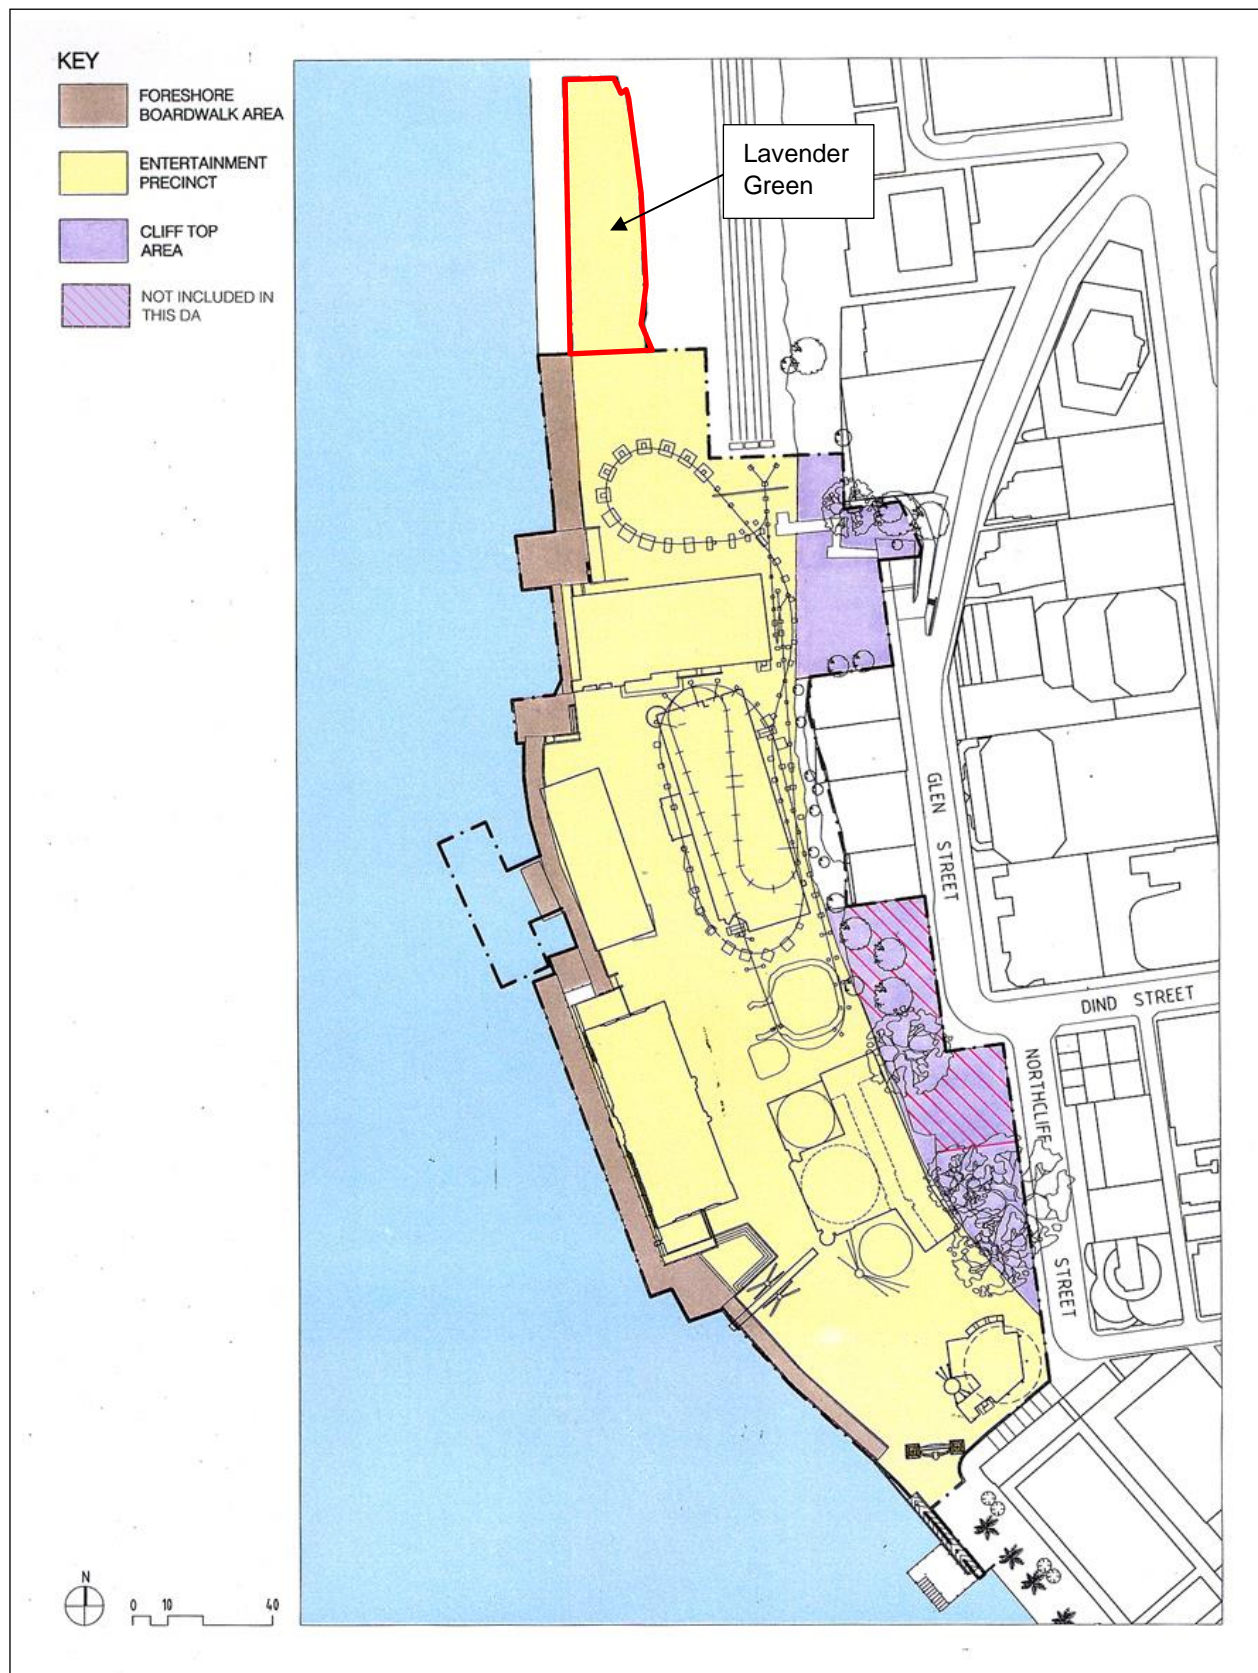 KEY
FORESHORE
BOARDWALK AREA
ENTERTAINMENT
PRECINCT
CLIFF TOP
AREA
NOT INCLUDED IN
THIS DA
Lavender
Green
GLEN STREET
DIND STREET
NORTHCLIFF STREET
N
0 10 40